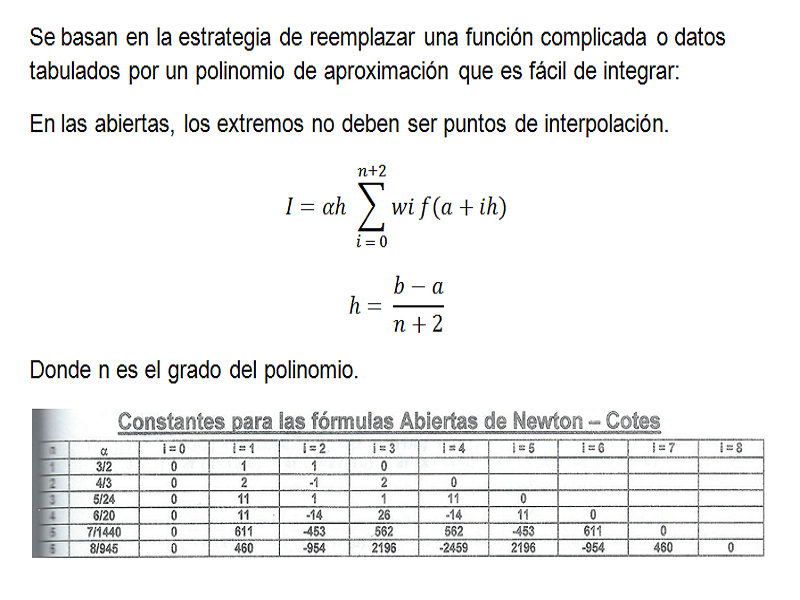 Se basan en la estrategia de reemplazar una función complicada o datos
tabulados por un polinomio de aproximación que es fácil de integrar:
En las abiertas, los extremos no deben ser puntos de interpolación.
n+2
I = αh ∑ wi f(a + ih)
i = 0
h = (b − a) / (n + 2)
Donde n es el grado del polinomio.
Constantes para las fórmulas Abiertas de Newton – Cotes
n α i = 0 i = 1 i = 2 i = 3 i = 4 i = 5 i = 6 i = 7 i = 8
1 3/2 0 1 1 0
2 4/3 0 2 -1 2 0
3 5/24 0 11 1 1 11 0
4 6/20 0 11 -14 26 -14 11 0
5 7/1440 0 611 -453 562 562 -453 611 0
8/945 0 460 -954 2196 -2459 2196 -954 460 0